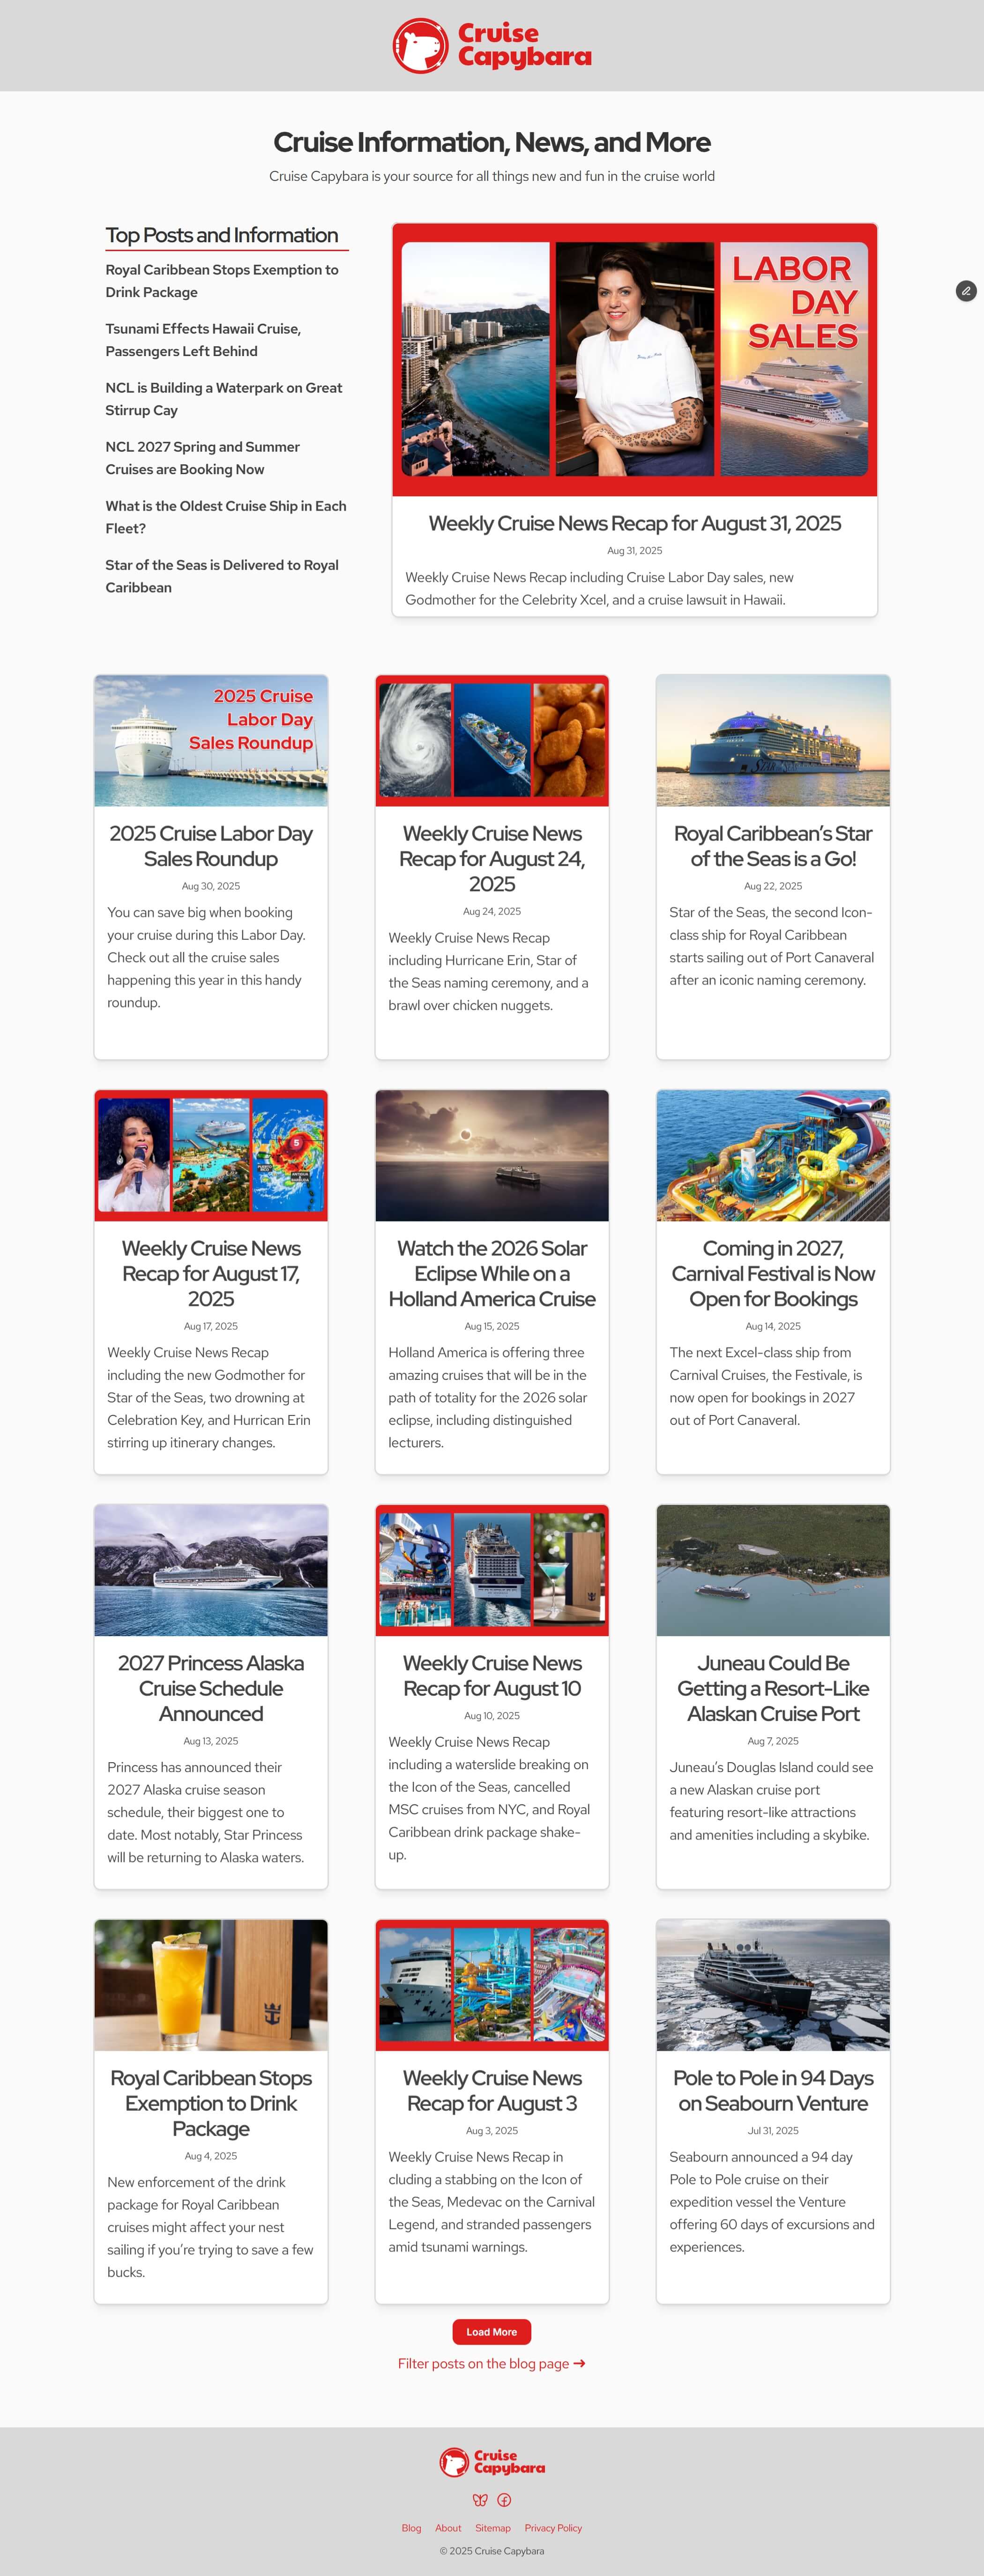 Cruise
Capybara
Cruise Information, News, and More
Cruise Capybara is your source for all things new and fun in the cruise world
Top Posts and Information
Royal Caribbean Stops Exemption to
Drink Package
Tsunami Effects Hawaii Cruise,
Passengers Left Behind
NCL is Building a Waterpark on Great
Stirrup Cay
NCL 2027 Spring and Summer
Cruises are Booking Now
What is the Oldest Cruise Ship in Each
Fleet?
Star of the Seas is Delivered to Royal
Caribbean
LABOR
DAY
SALES
Weekly Cruise News Recap for August 31, 2025
Aug 31, 2025
Weekly Cruise News Recap including Cruise Labor Day sales, new
Godmother for the Celebrity Xcel, and a cruise lawsuit in Hawaii.
2025 Cruise
Labor Day
Sales Roundup
2025 Cruise Labor Day
Sales Roundup
Aug 30, 2025
You can save big when booking
your cruise during this Labor Day.
Check out all the cruise sales
happening this year in this handy
roundup.
Weekly Cruise News
Recap for August 24,
2025
Aug 24, 2025
Weekly Cruise News Recap
including Hurricane Erin, Star of
the Seas naming ceremony, and a
brawl over chicken nuggets.
Royal Caribbean's Star
of the Seas is a Go!
Aug 22, 2025
Star of the Seas, the second Icon-
class ship for Royal Caribbean
starts sailing out of Port Canaveral
after an iconic naming ceremony.
5
Weekly Cruise News
Recap for August 17,
2025
Aug 17, 2025
Weekly Cruise News Recap
including the new Godmother for
Star of the Seas, two drowning at
Celebration Key, and Hurrican Erin
stirring up itinerary changes.
Watch the 2026 Solar
Eclipse While on a
Holland America Cruise
Aug 15, 2025
Holland America is offering three
amazing cruises that will be in the
path of totality for the 2026 solar
eclipse, including distinguished
lecturers.
Coming in 2027,
Carnival Festival is Now
Open for Bookings
Aug 14, 2025
The next Excel-class ship from
Carnival Cruises, the Festivale, is
now open for bookings in 2027
out of Port Canaveral.
2027 Princess Alaska
Cruise Schedule
Announced
Aug 13, 2025
Princess has announced their
2027 Alaska cruise season
schedule, their biggest one to
date. Most notably, Star Princess
will be returning to Alaska waters.
Weekly Cruise News
Recap for August 10
Aug 10, 2025
Weekly Cruise News Recap
including a waterslide breaking on
the Icon of the Seas, cancelled
MSC cruises from NYC, and Royal
Caribbean drink package shake-
up.
Juneau Could Be
Getting a Resort-Like
Alaskan Cruise Port
Aug 7, 2025
Juneau's Douglas Island could see
a new Alaskan cruise port
featuring resort-like attractions
and amenities including a skybike.
Royal Caribbean Stops
Exemption to Drink
Package
Aug 4, 2025
New enforcement of the drink
package for Royal Caribbean
cruises might affect your nest
sailing if you're trying to save a few
bucks.
Weekly Cruise News
Recap for August 3
Aug 3, 2025
Weekly Cruise News Recap in
cluding a stabbing on the Icon of
the Seas, Medevac on the Carnival
Legend, and stranded passengers
amid tsunami warnings.
Pole to Pole in 94 Days
on Seabourn Venture
Jul 31, 2025
Seabourn announced a 94 day
Pole to Pole cruise on their
expedition vessel the Venture
offering 60 days of excursions and
experiences.
Load More
Filter posts on the blog page ➜
Cruise
Capybara
Blog About Sitemap Privacy Policy
© 2025 Cruise Capybara